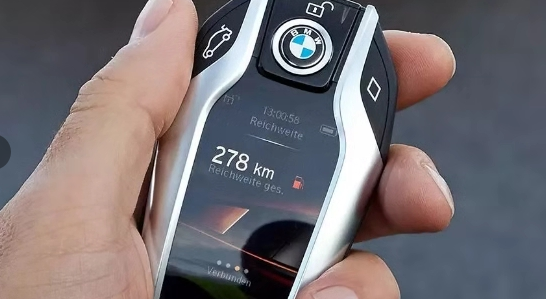 BMW
13:00:56
Reichweite
278 km
Reichweite ges.
Verbunden